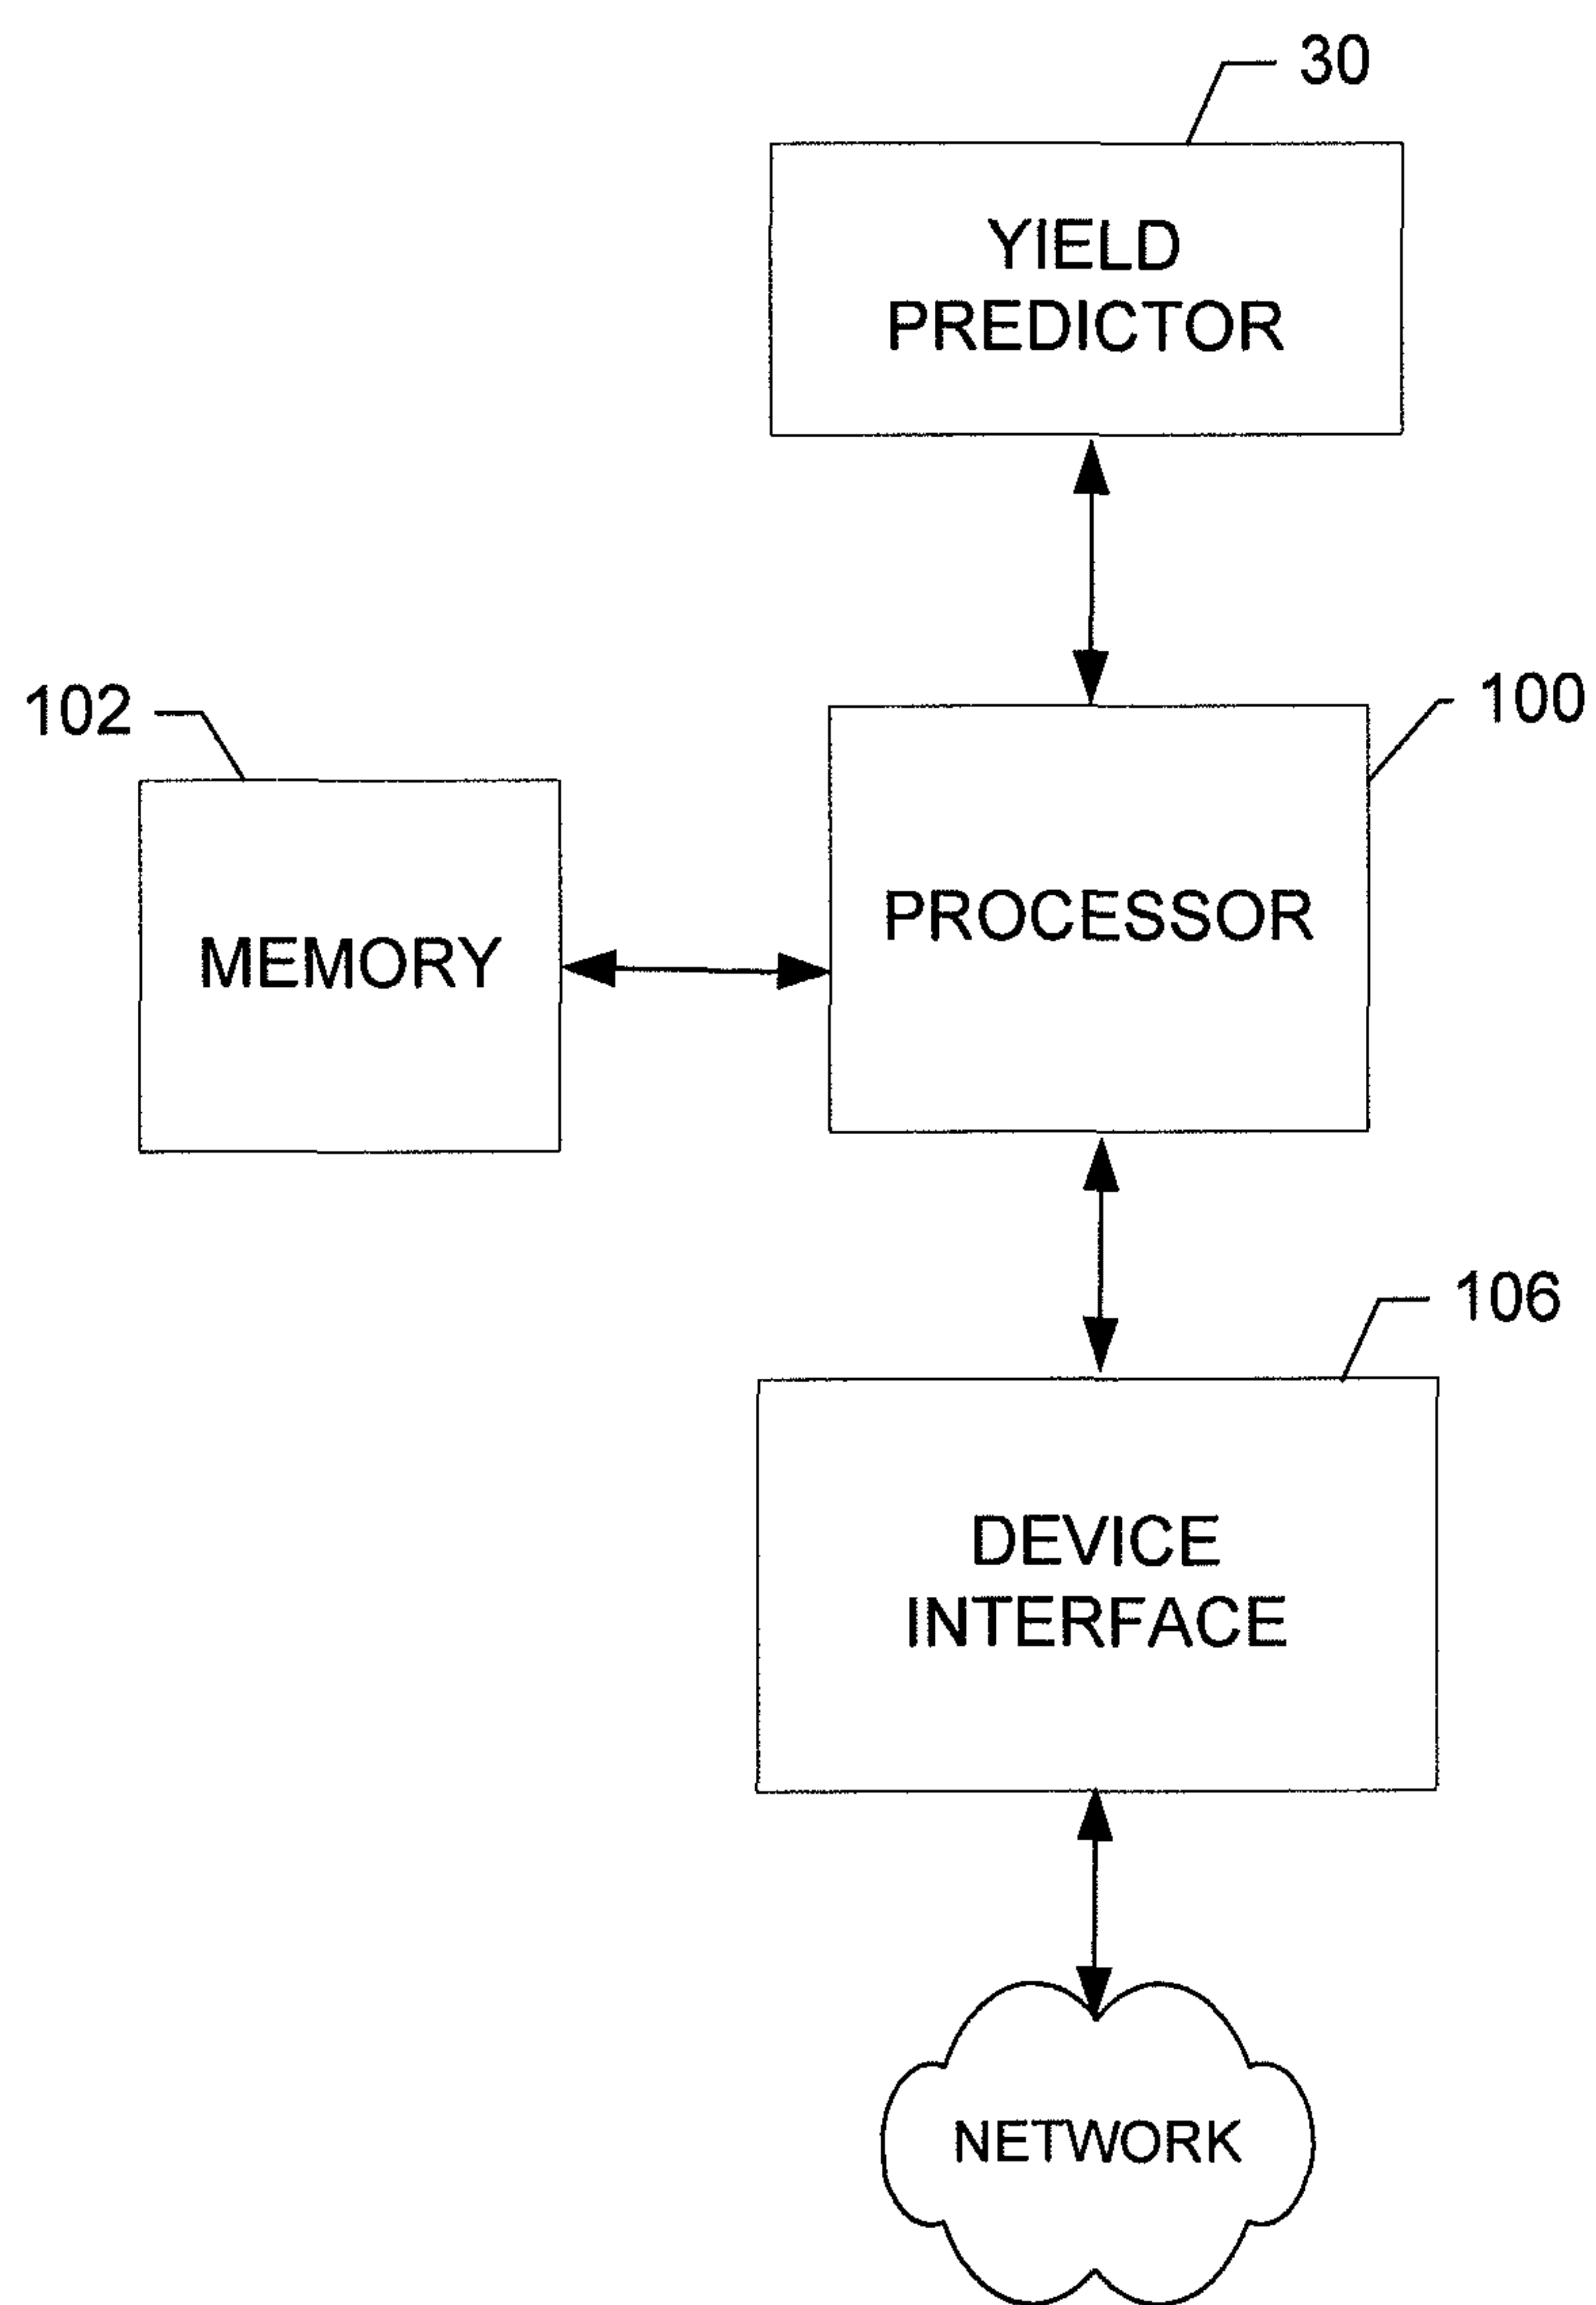 30
YIELD
PREDICTOR
102
100
MEMORY
PROCESSOR
106
DEVICE
INTERFACE
NETWORK